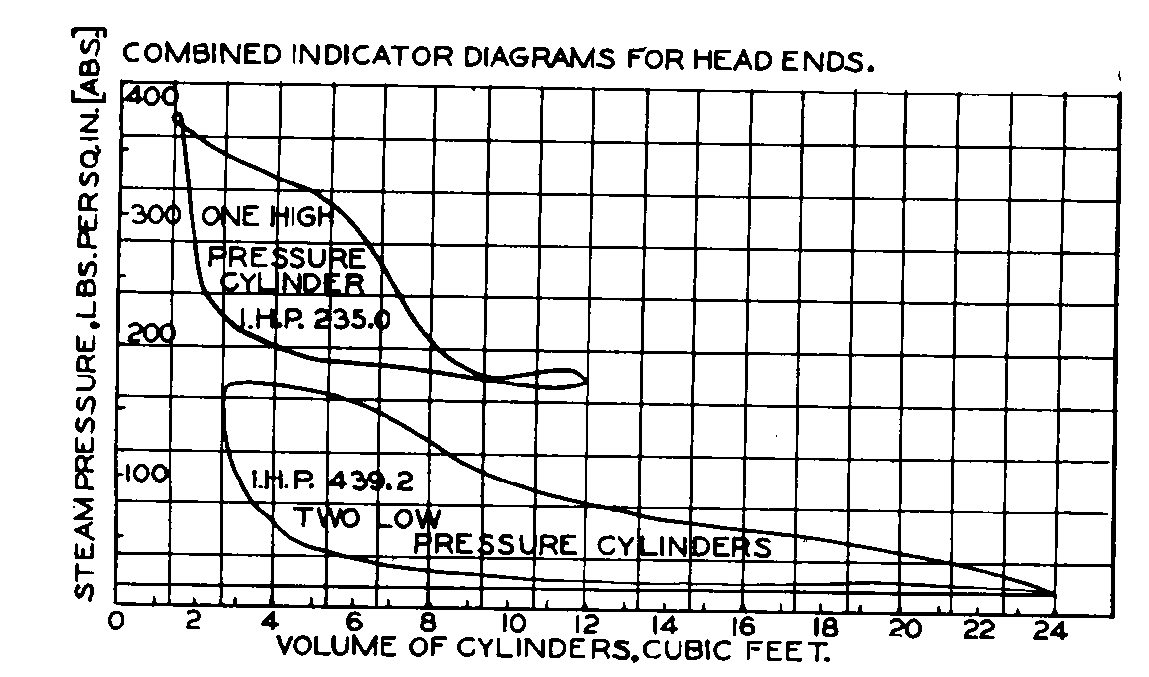 COMBINED INDICATOR DIAGRAMS FOR HEAD ENDS.
STEAM PRESSURE, LBS. PER SQ. IN. [ABS]
400
300
200
100
ONE HIGH
PRESSURE
CYLINDER
I.H.P. 235.0
I.H.P. 439.2
TWO LOW
PRESSURE CYLINDERS
0 2 4 6 8 10 12 14 16 18 20 22 24
VOLUME OF CYLINDERS, CUBIC FEET.